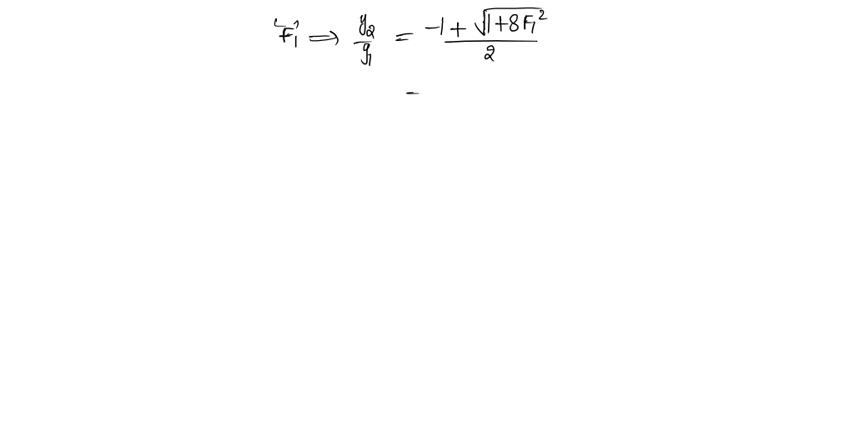 'F₁' ⟹ y₂/y₁ = (-1 + √(1+8F₁²))/2
=